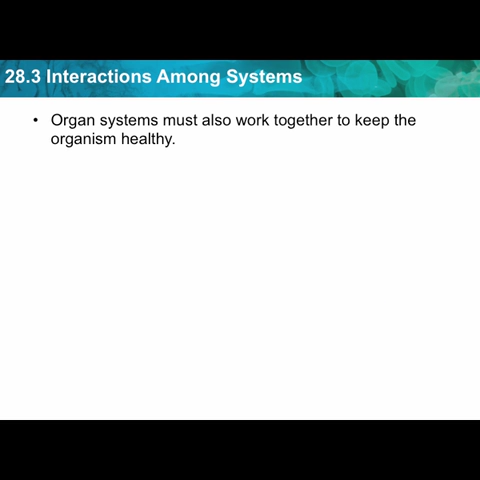 28.3 Interactions Among Systems
• Organ systems must also work together to keep the
organism healthy.